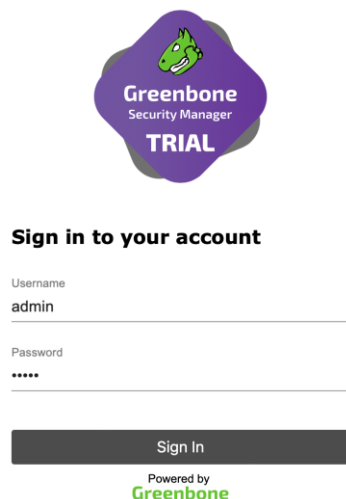 Greenbone
Security Manager
TRIAL
Sign in to your account
Username
admin
Password
•••••
Sign In
Powered by
Greenbone